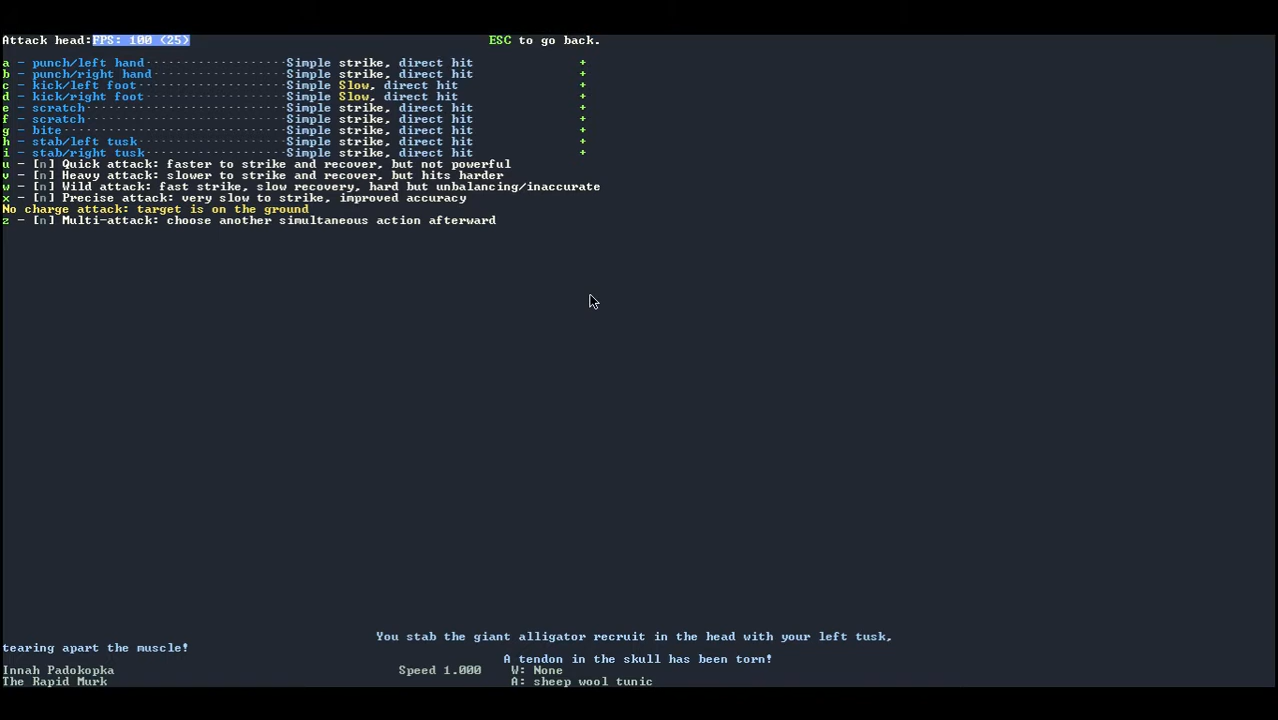 Attack head:FPS: 100 (25) ESC to go back.
a - punch/left hand-------------------Simple strike, direct hit +
b - punch/right hand------------------Simple strike, direct hit +
c - kick/left foot--------------------Simple Slow, direct hit +
d - kick/right foot-------------------Simple Slow, direct hit +
e - scratch---------------------------Simple strike, direct hit +
f - scratch---------------------------Simple strike, direct hit +
g - bite------------------------------Simple strike, direct hit +
h - stab/left tusk--------------------Simple strike, direct hit +
i - stab/right tusk-------------------Simple strike, direct hit +
u - [n] Quick attack: faster to strike and recover, but not powerful
v - [n] Heavy attack: slower to strike and recover, but hits harder
w - [n] Wild attack: fast strike, slow recovery, hard but unbalancing/inaccurate
x - [n] Precise attack: very slow to strike, improved accuracy
No charge attack: target is on the ground
z - [n] Multi-attack: choose another simultaneous action afterward
You stab the giant alligator recruit in the head with your left tusk,
tearing apart the muscle!
A tendon in the skull has been torn!
Innah Padokopka Speed 1.000 W: None
The Rapid Murk A: sheep wool tunic